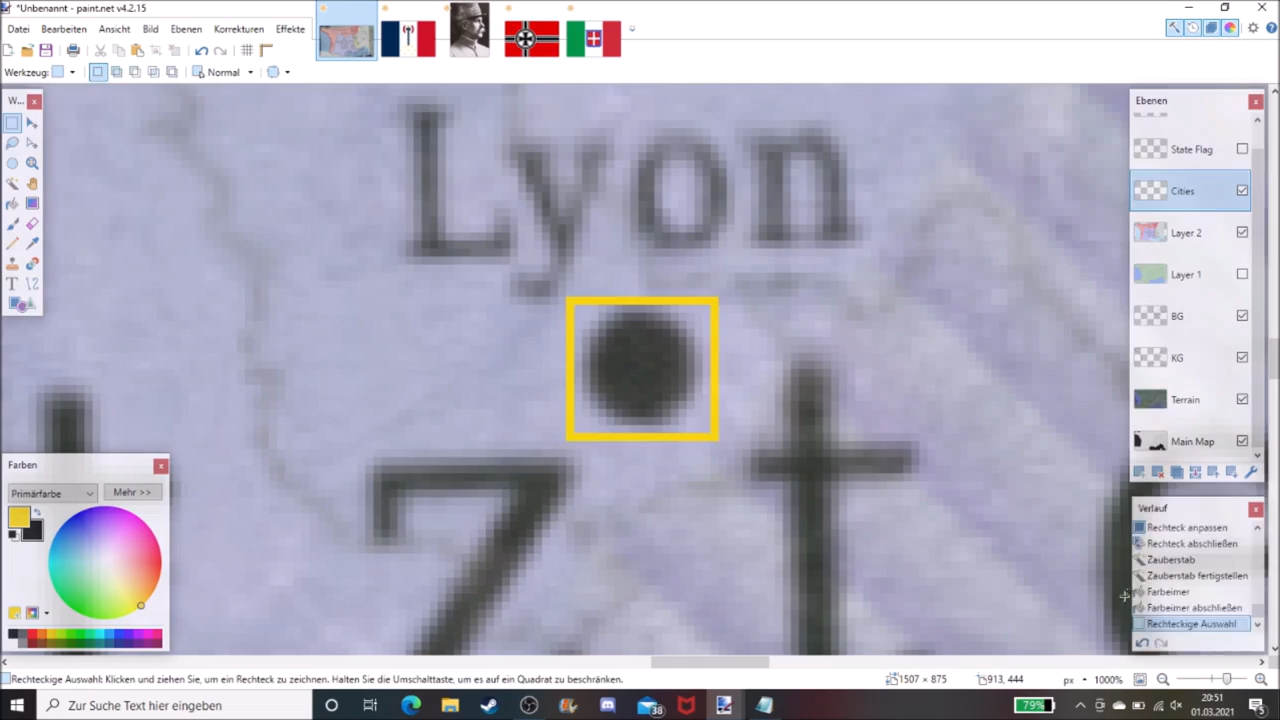 *Unbenannt - paint.net v4.2.15
Datei Bearbeiten Ansicht Bild Ebenen Korrekturen Effekte
Werkzeug: Normal
W...
Lyon
Zt
Farben
Primärfarbe
Mehr >>
Ebenen
State Flag
Cities
Layer 2
Layer 1
BG
KG
Terrain
Main Map
Verlauf
Rechteck anpassen
Rechteck abschließen
Zauberstab
Zauberstab fertigstellen
Farbeimer
Farbeimer abschließen
Rechteckige Auswahl
Rechteckige Auswahl: Klicken und ziehen Sie, um ein Rechteck zu zeichnen. Halten Sie die Umschalttaste, um es auf ein Quadrat zu beschränken.
1507 × 875
913, 444
px
1000%
Zur Suche Text hier eingeben
38
79%
20:51
01.03.2021
5